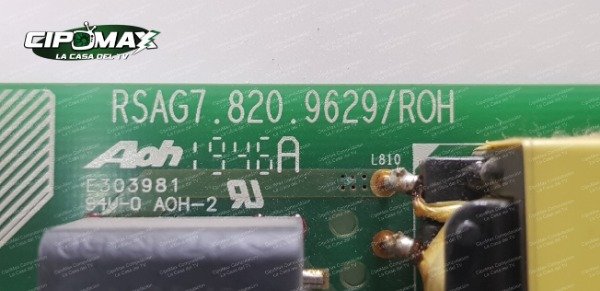 CIPOMAX
LA CASA DEL TV
RSAG7.820.9629/ROH
Aoh 1946A
L810
E303981
94V-0 AOH-2